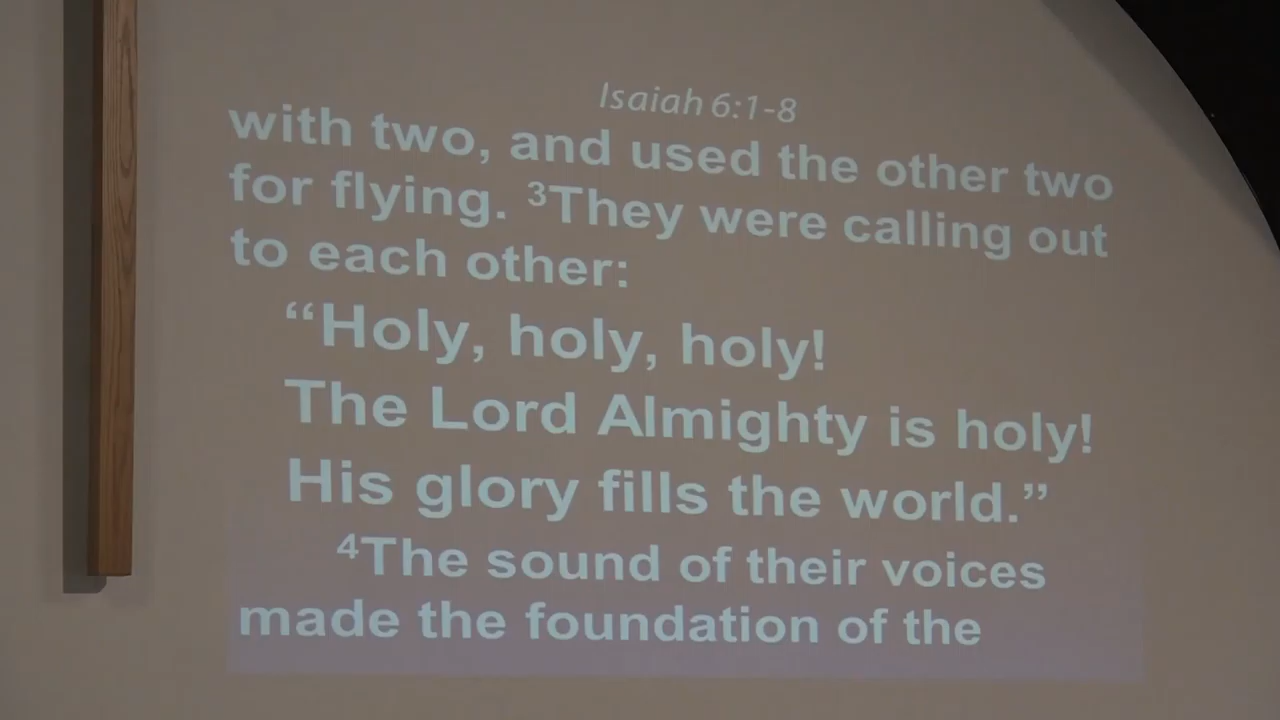 Isaiah 6:1-8
with two, and used the other two
for flying. ³They were calling out
to each other:
“Holy, holy, holy!
The Lord Almighty is holy!
His glory fills the world.”
⁴The sound of their voices
made the foundation of the